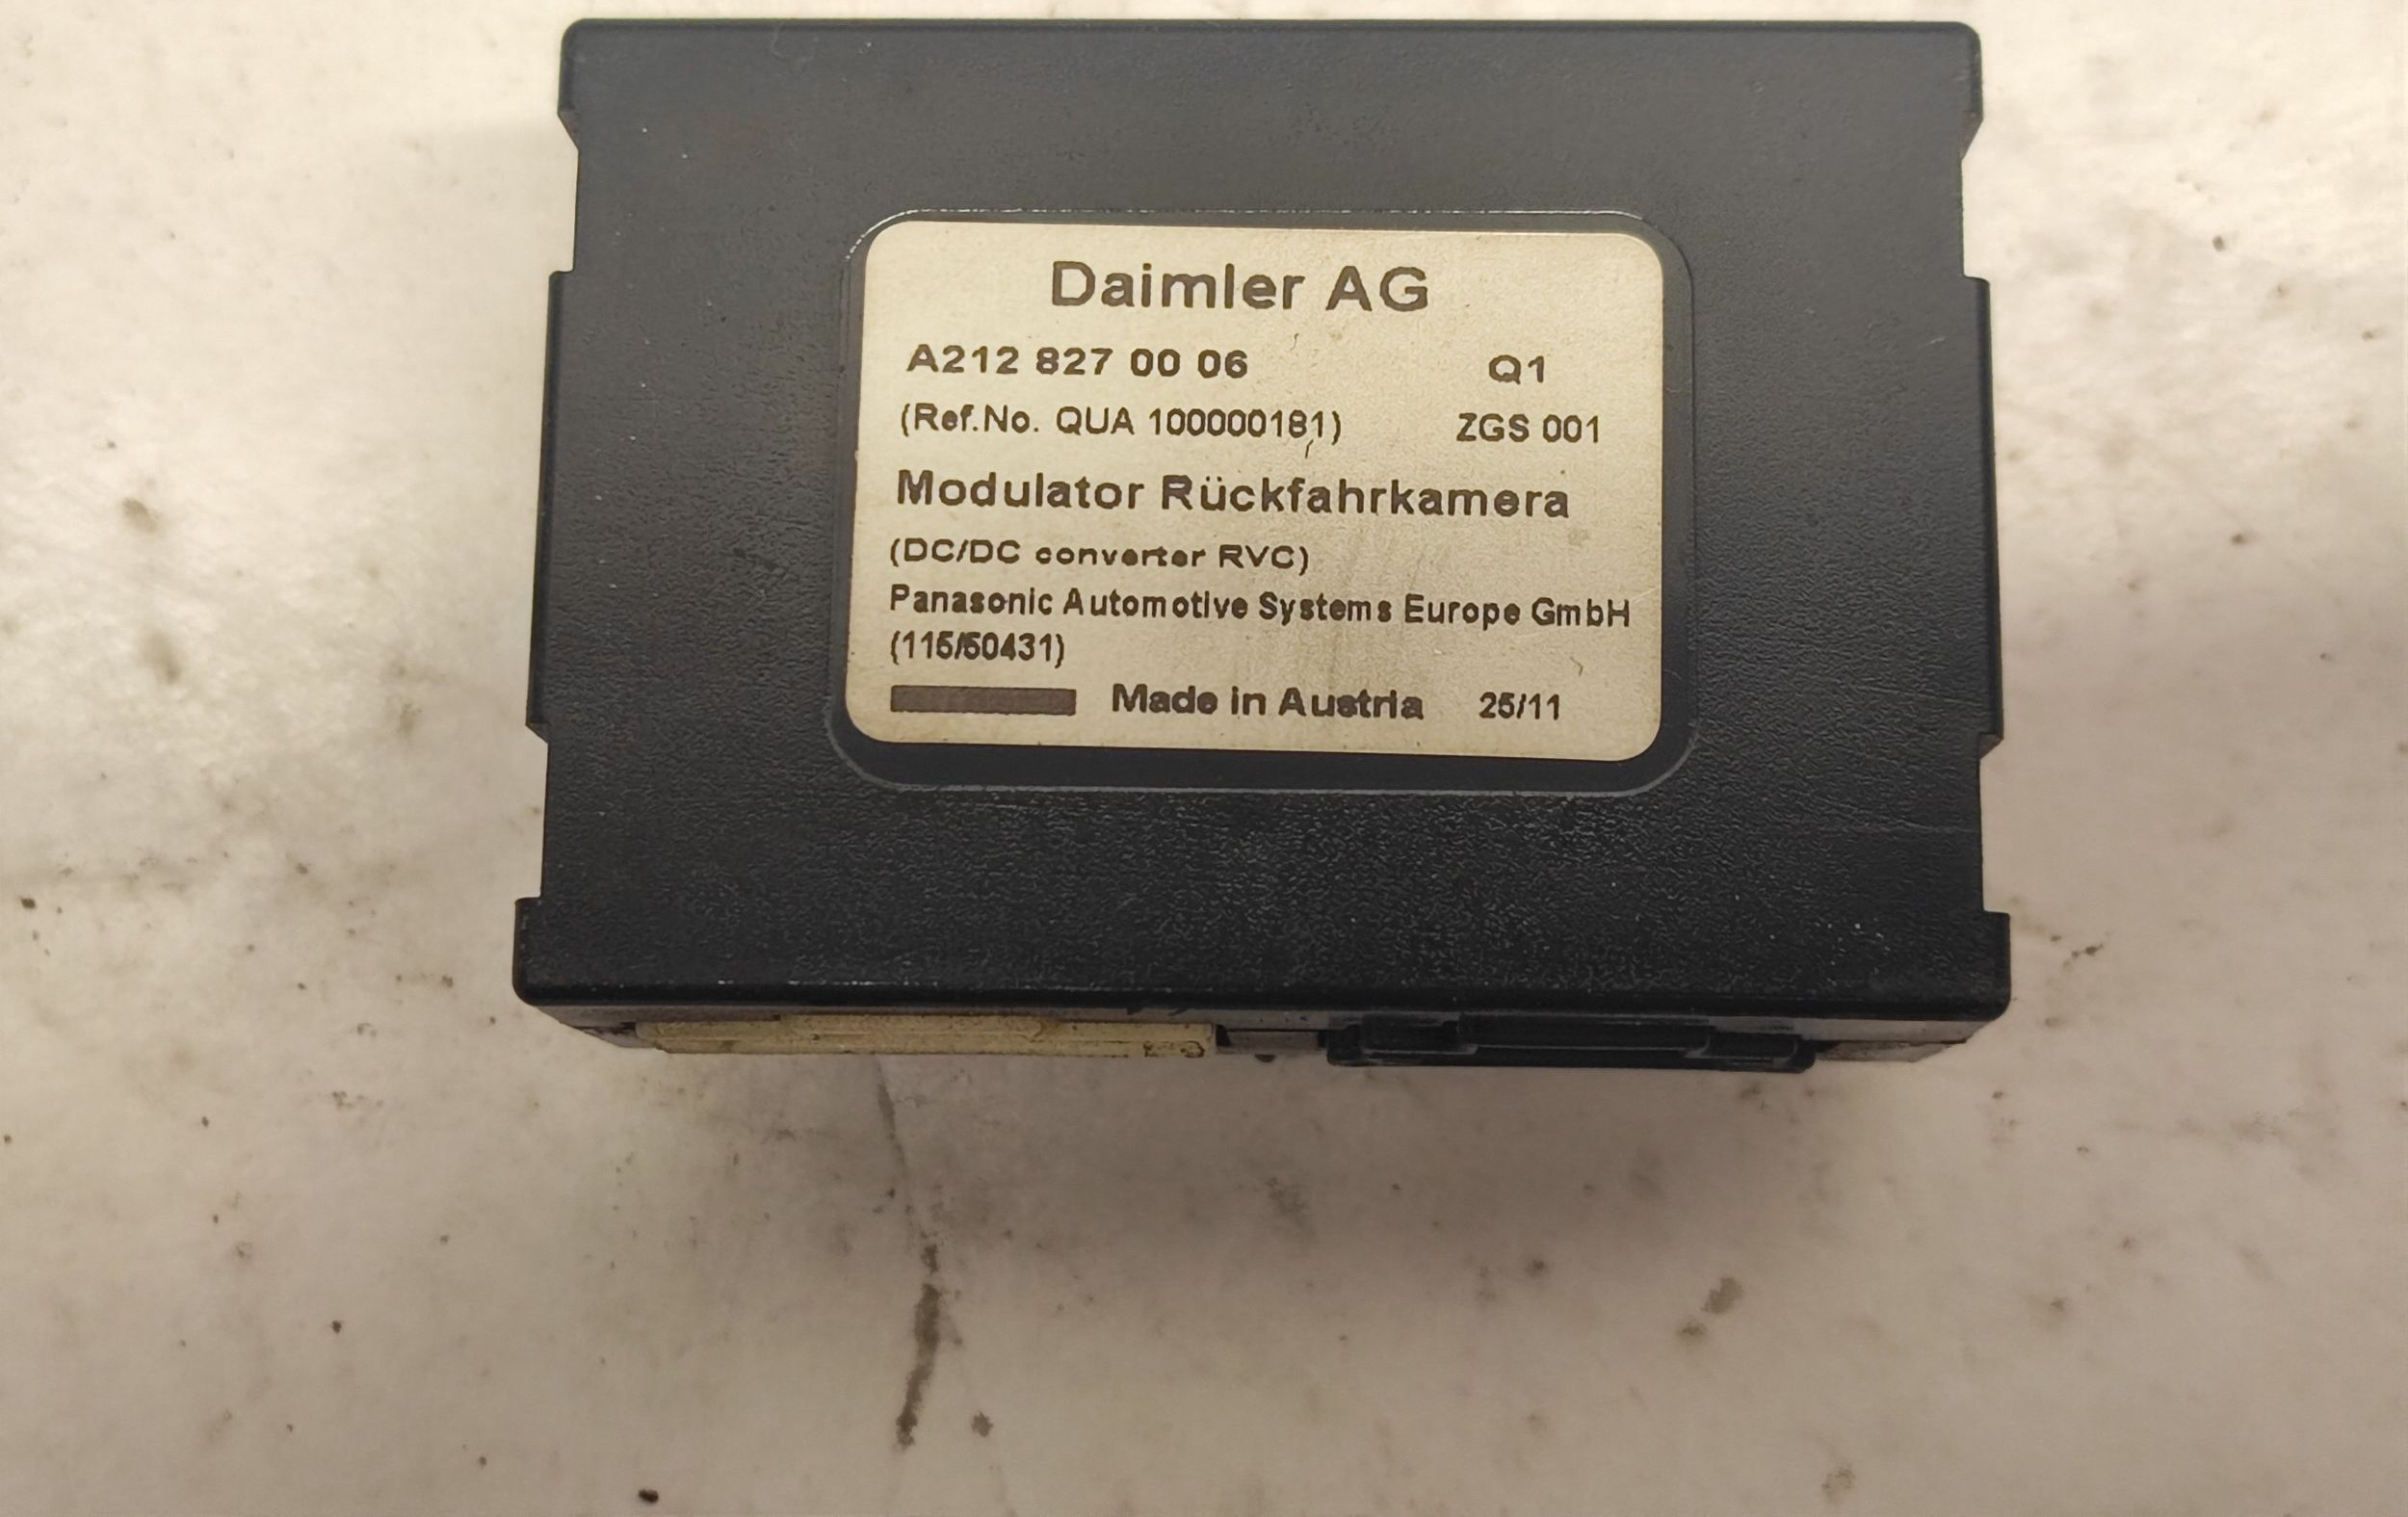 Daimler AG
A212 827 00 06 Q1
(Ref.No. QUA 100000181) ZGS 001
Modulator Rückfahrkamera
(DC/DC converter RVC)
Panasonic Automotive Systems Europe GmbH
(115/50431)
Made in Austria 25/11